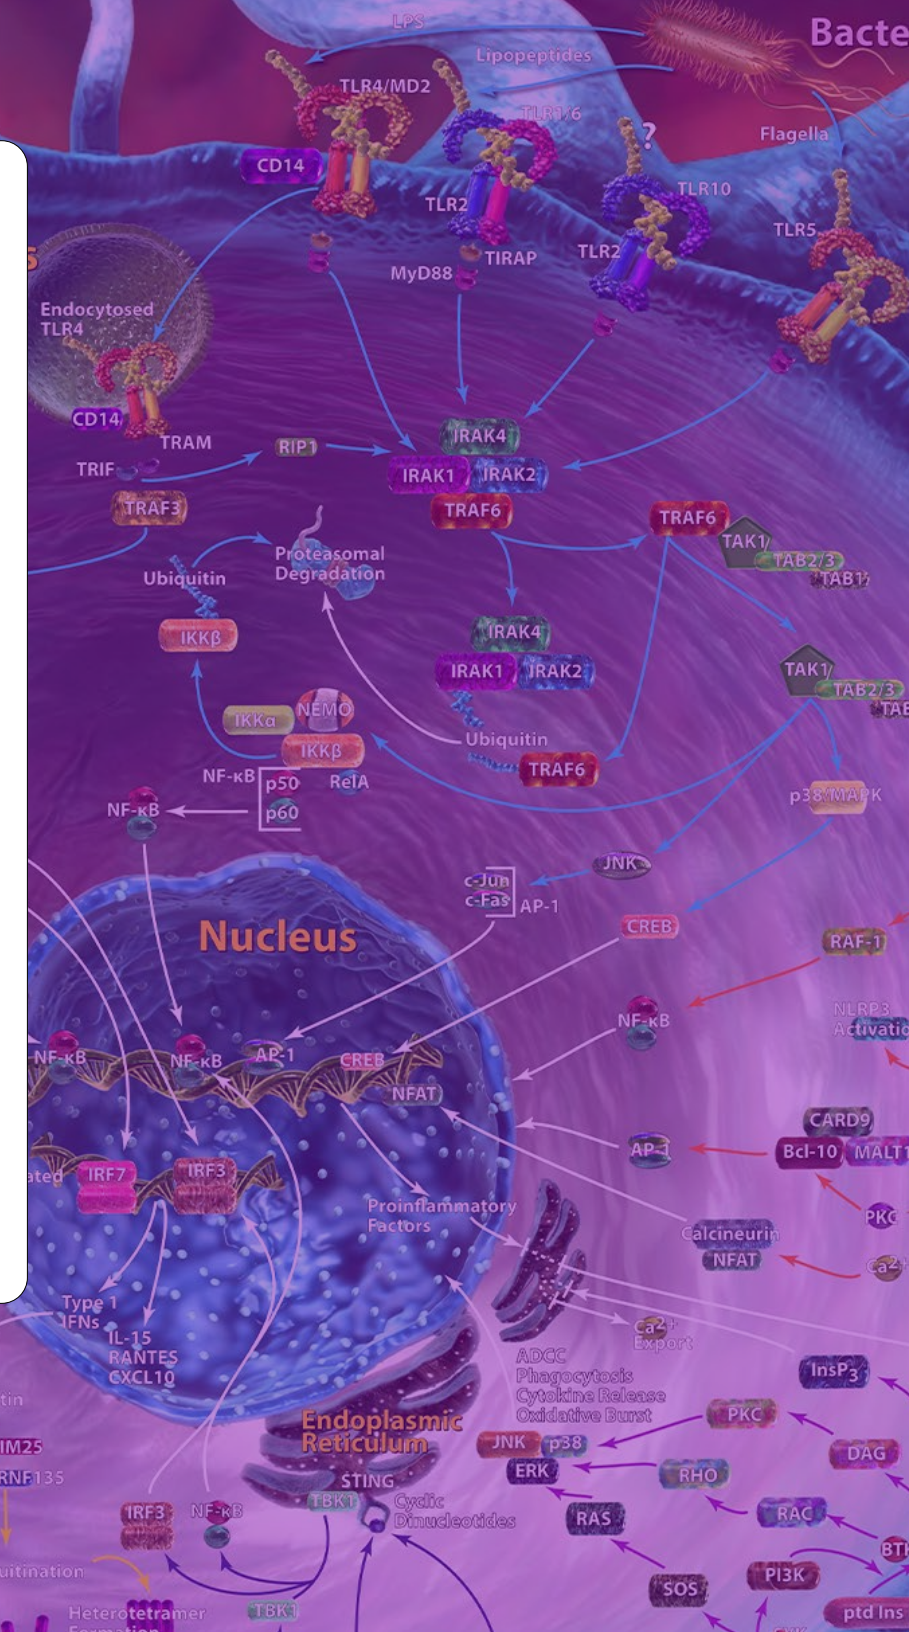 LPS
Bacte
Lipopeptides
TLR4/MD2
TLR1/6
?
Flagella
CD14
TLR10
TLR2
TLR5
TIRAP
TLR2
MyD88
Endocytosed
TLR4
CD14
TRAM
IRAK4
RIP1
TRIF
IRAK1
IRAK2
TRAF3
TRAF6
TRAF6
TAK1
Proteasomal
Degradation
TAB2/3
TAB1
Ubiquitin
IKKβ
IRAK4
IRAK1
IRAK2
TAK1
TAB2/3
TAB
IKKα
NEMO
IKKβ
Ubiquitin
TRAF6
NF-κB
p50
RelA
p60
p38/MAPK
NF-κB
JNK
c-Jun
c-Fas
AP-1
CREB
Nucleus
RAF-1
NLRP3
Activatio
NF-κB
NF-κB
NF-κB
AP-1
CREB
NFAT
CARD9
AP-1
Bcl-10
MALT1
ated
IRF7
IRF3
Proinflammatory
Factors
PKC
Calcineurin
NFAT
Ca2+
Type 1
IFNs
IL-15
RANTES
CXCL10
Ca2+
Export
ADCC
Phagocytosis
Cytokine Release
Oxidative Burst
InsP3
tin
PKC
Endoplasmic
Reticulum
IM25
RNF135
JNK
p38
ERK
DAG
RHO
STING
TBK1
Cyclic
Dinucleotides
IRF3
NF-κB
RAS
RAC
BTK
uitination
SOS
PI3K
Heterotetramer
Formation
TBK1
ptd Ins